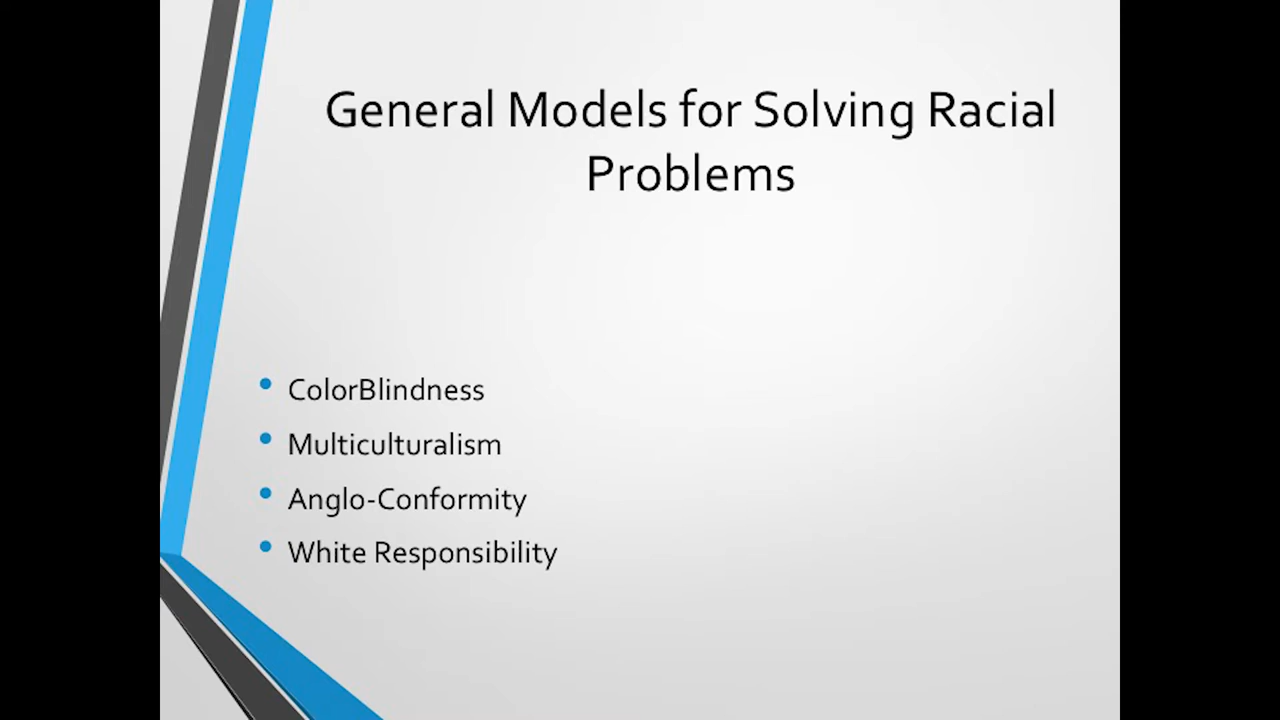 General Models for Solving Racial
Problems
• ColorBlindness
• Multiculturalism
• Anglo-Conformity
• White Responsibility